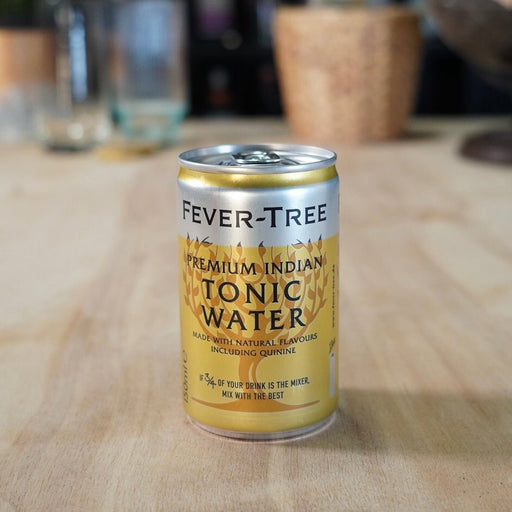 FEVER-TREE
PREMIUM INDIAN
TONIC
WATER
MADE WITH NATURAL FLAVOURS
INCLUDING QUININE
IF 3/4 OF YOUR DRINK IS THE MIXER,
MIX WITH THE BEST
150ml e